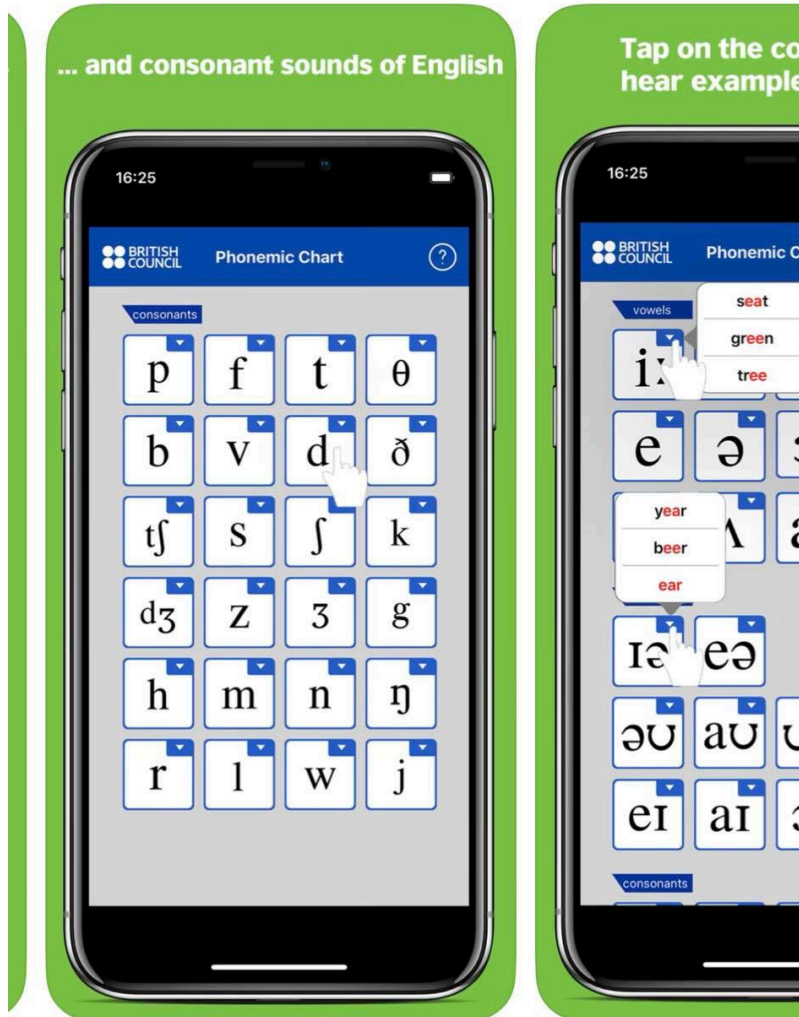 ... and consonant sounds of English
16:25
BRITISH
COUNCIL
Phonemic Chart
?
consonants
p f t θ
b v d ð
tʃ s ʃ k
dʒ z ʒ g
h m n ŋ
r l w j
Tap on the
hear
16:25
BRITISH
COUNCIL
Phonemic
vowels
seat
green
tree
iː
e ə
year
beer
ear
ʌ
ɪə eə
əʊ aʊ
eɪ aɪ
consonants